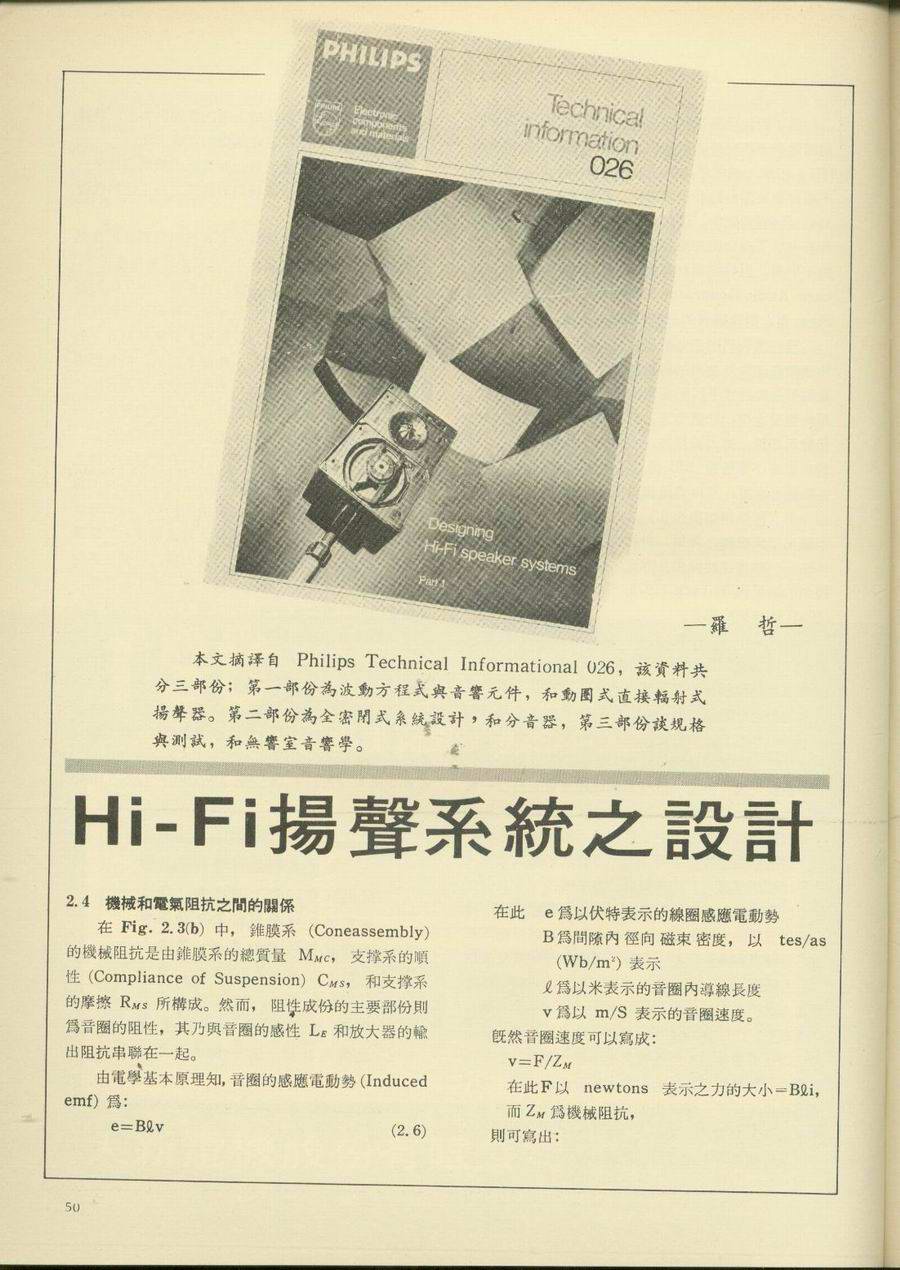 PHILIPS
Electronic
components
and materials
PHILIPS
Technical
information
026
Designing
Hi-Fi speaker systems
Part 1
—羅 哲—
本文摘譯自 Philips Technical Informational 026，該資料共
分三部份；第一部份為波動方程式與音響元件，和動圈式直接輻射式
揚聲器。第二部份為全密閉式系統設計，和分音器，第三部份談規格
與測試，和無響室音響學。
Hi-Fi揚聲系統之設計
2.4 機械和電氣阻抗之間的關係
在 Fig. 2.3(b) 中，錐膜系 (Coneassembly)
的機械阻抗是由錐膜系的總質量 MMC，支撐系的順
性 (Compliance of Suspension) CMS，和支撐系
的摩擦 RMS 所構成。然而，阻性成份的主要部份則
爲音圈的阻性，其乃與音圈的感性 LE 和放大器的輸
出阻抗串聯在一起。
由電學基本原理知，音圈的感應電動勢 (Induced
emf) 爲：
e=Bℓv (2.6)
在此 e 爲以伏特表示的線圈感應電動勢
B 爲間隙內徑向磁束密度，以 tes/as
(Wb/m²) 表示
ℓ 爲以米表示的音圈內導線長度
v 爲以 m/S 表示的音圈速度。
旣然音圈速度可以寫成：
v=F/ZM
在此 F 以 newtons 表示之力的大小=Bℓi，
而 ZM 爲機械阻抗，
則可寫出：
50